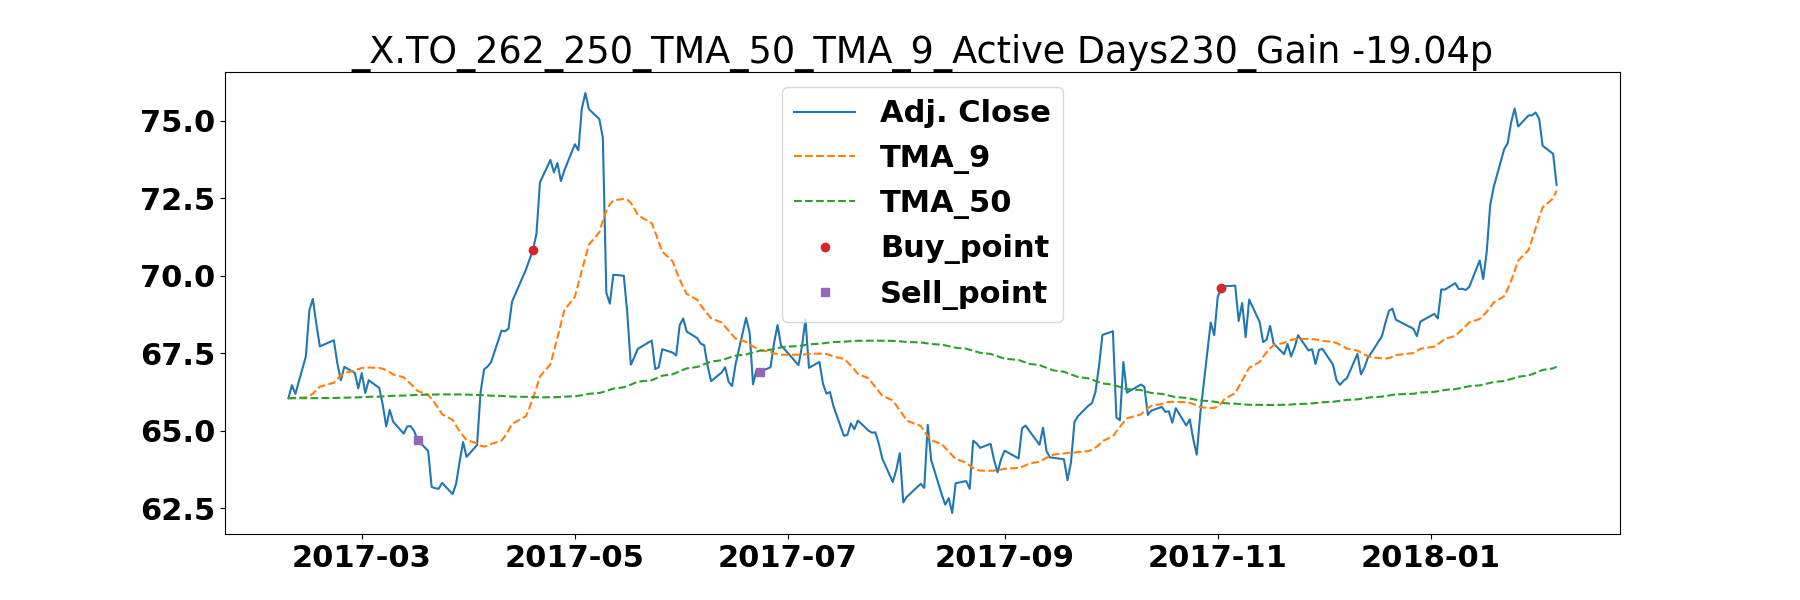 _X.TO_262_250_TMA_50_TMA_9_Active Days230_Gain -19.04p
75.0
72.5
70.0
67.5
65.0
62.5
Adj. Close
TMA_9
TMA_50
Buy_point
Sell_point
2017-03 2017-05 2017-07 2017-09 2017-11 2018-01